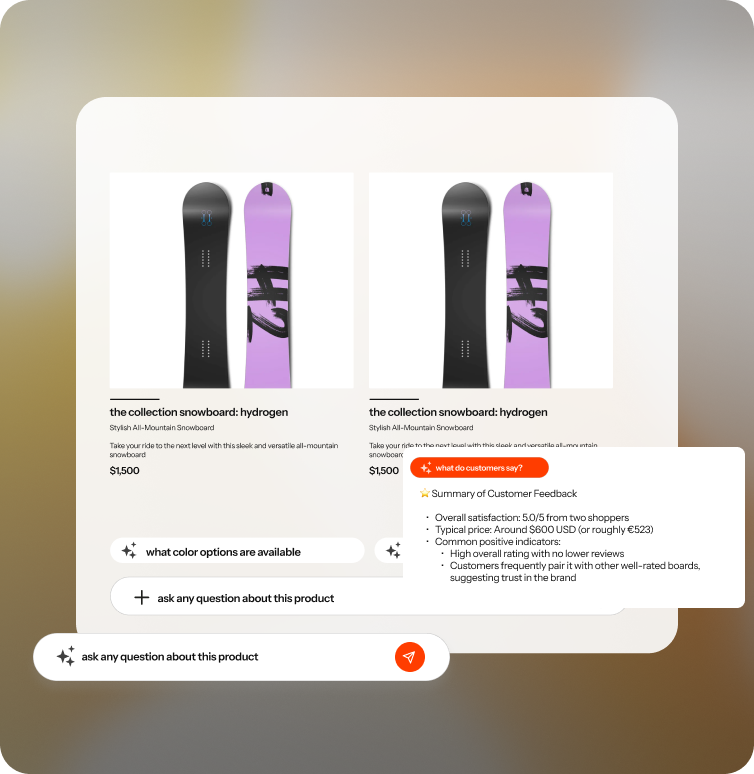 the collection snowboard: hydrogen
Stylish All-Mountain Snowboard
Take your ride to the next level with this sleek and versatile all-mountain
snowboard
$1,500
the collection snowboard: hydrogen
Stylish All-Mountain Snowboard
Take your ride to the next level with this sleek and versatile all-mountain
$1,500
what do customers say?
⭐ Summary of Customer Feedback
• Overall satisfaction: 5.0/5 from two shoppers
• Typical price: Around $600 USD (or roughly €523)
• Common positive indicators:
• High overall rating with no lower reviews
• Customers frequently pair it with other well-rated boards,
suggesting trust in the brand
what color options are available
ask any question about this product
ask any question about this product